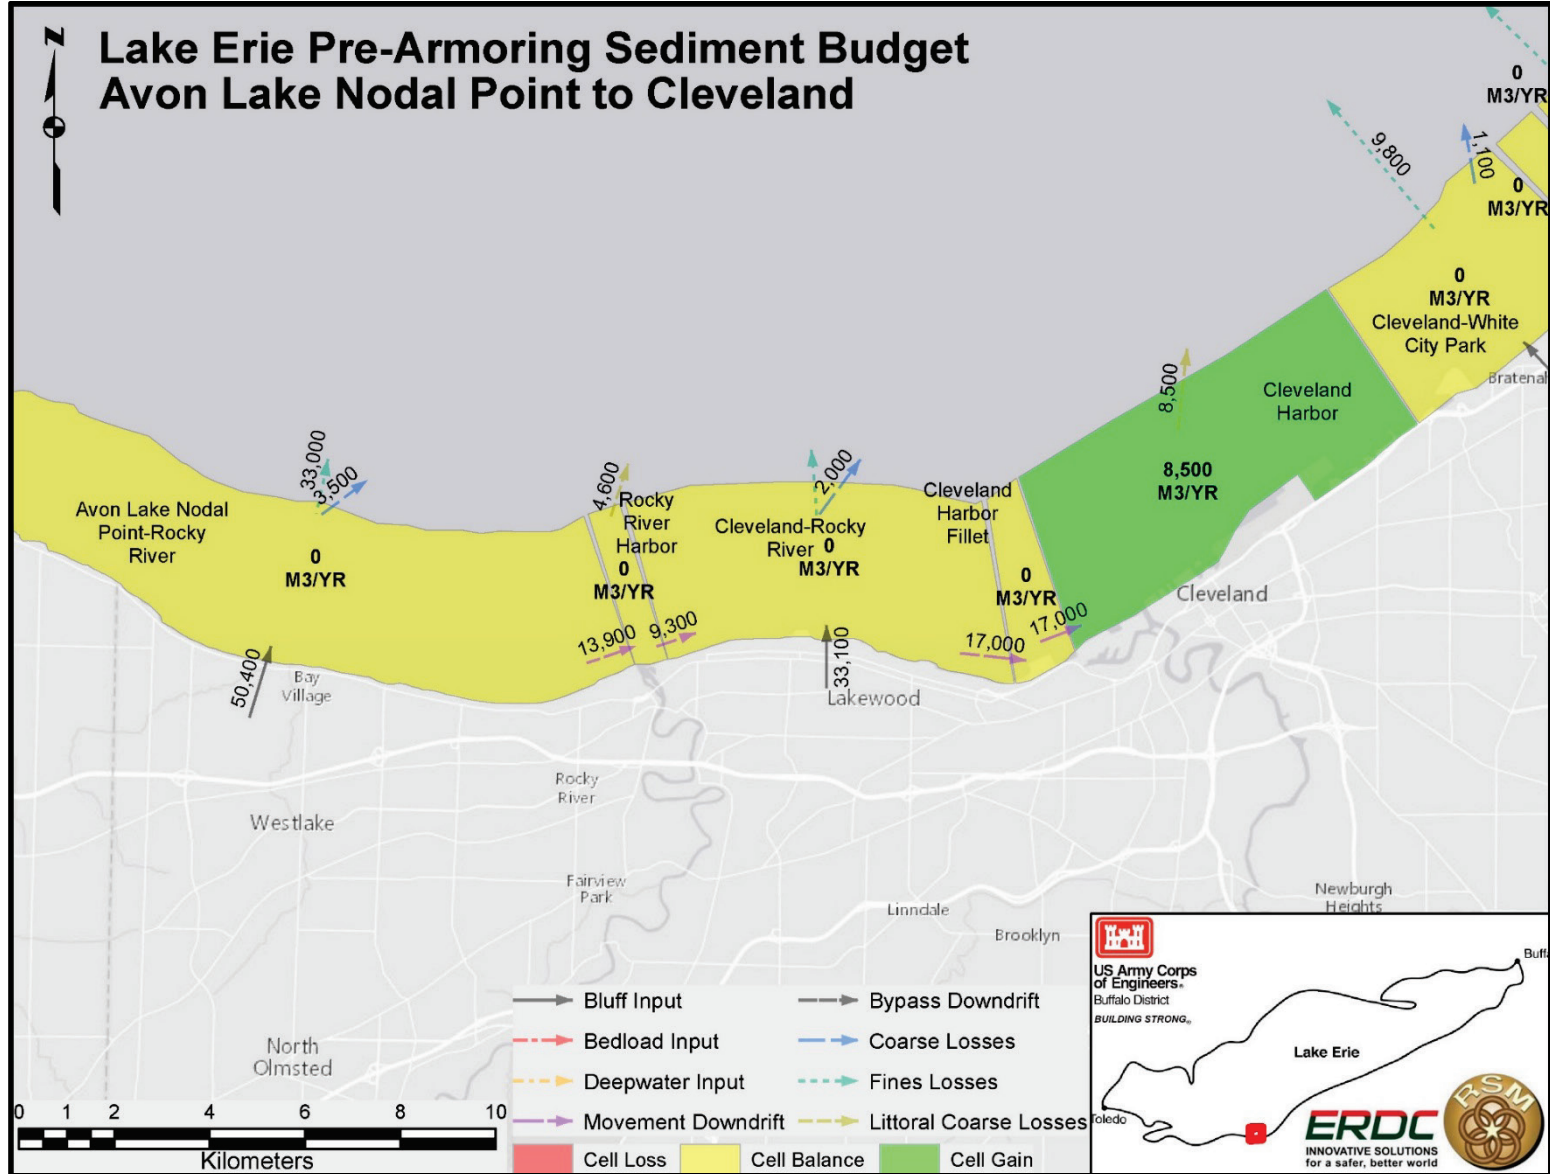 N
Lake Erie Pre-Armoring Sediment Budget
Avon Lake Nodal Point to Cleveland
0
M3/YR
1,100
9,800
0
M3/YR
0
M3/YR
Cleveland-White
City Park
Bratenal
8,500
Cleveland
Harbor
8,500
M3/YR
33,000
3,500
4,600
2,000
Avon Lake Nodal
Point-Rocky
River
0
M3/YR
Rocky
River
Harbor
0
M3/YR
Cleveland-Rocky
River
0
M3/YR
Cleveland
Harbor
Fillet
0
M3/YR
Cleveland
50,400
13,900
9,300
33,100
17,000
17,000
Bay
Village
Lakewood
Rocky
River
Westlake
Fairview
Park
Linndale
Brooklyn
Newburgh
Heights
North
Olmsted
0 1 2 4 6 8 10
Kilometers
Bluff Input
Bedload Input
Deepwater Input
Movement Downdrift
Bypass Downdrift
Coarse Losses
Fines Losses
Littoral Coarse Losses
Cell Loss
Cell Balance
Cell Gain
US Army Corps
of Engineers®
Buffalo District
BUILDING STRONG®
Buffa
Lake Erie
Toledo
ERDC
INNOVATIVE SOLUTIONS
for a safer, better world
RSM